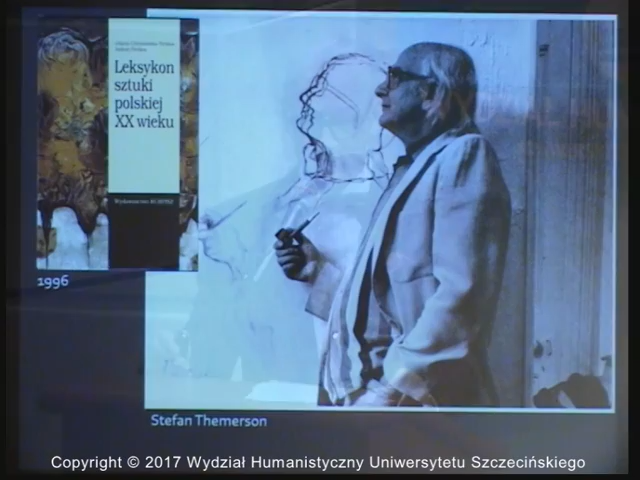 Leksykon
sztuki
polskiej
XX wieku
1996
Stefan Themerson
Copyright © 2017 Wydział Humanistyczny Uniwersytetu Szczecińskiego